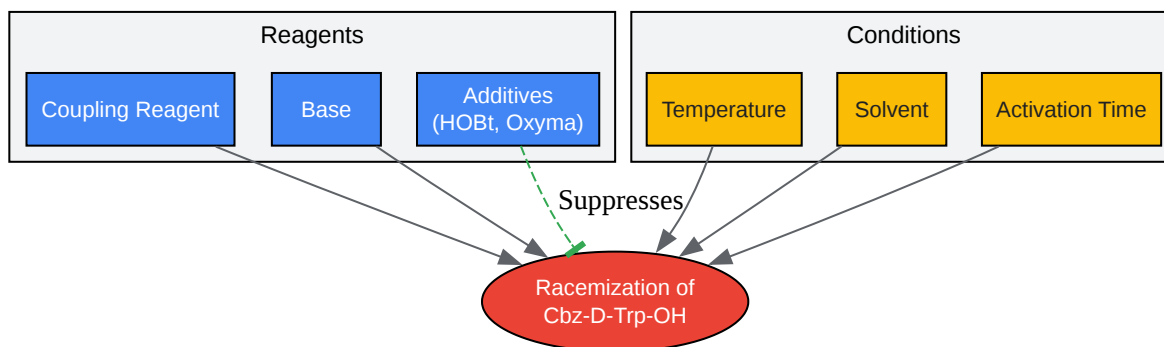 Reagents
Conditions
Coupling Reagent
Base
Additives
(HOBt, Oxyma)
Temperature
Solvent
Activation Time
Suppresses
Racemization of
Cbz-D-Trp-OH